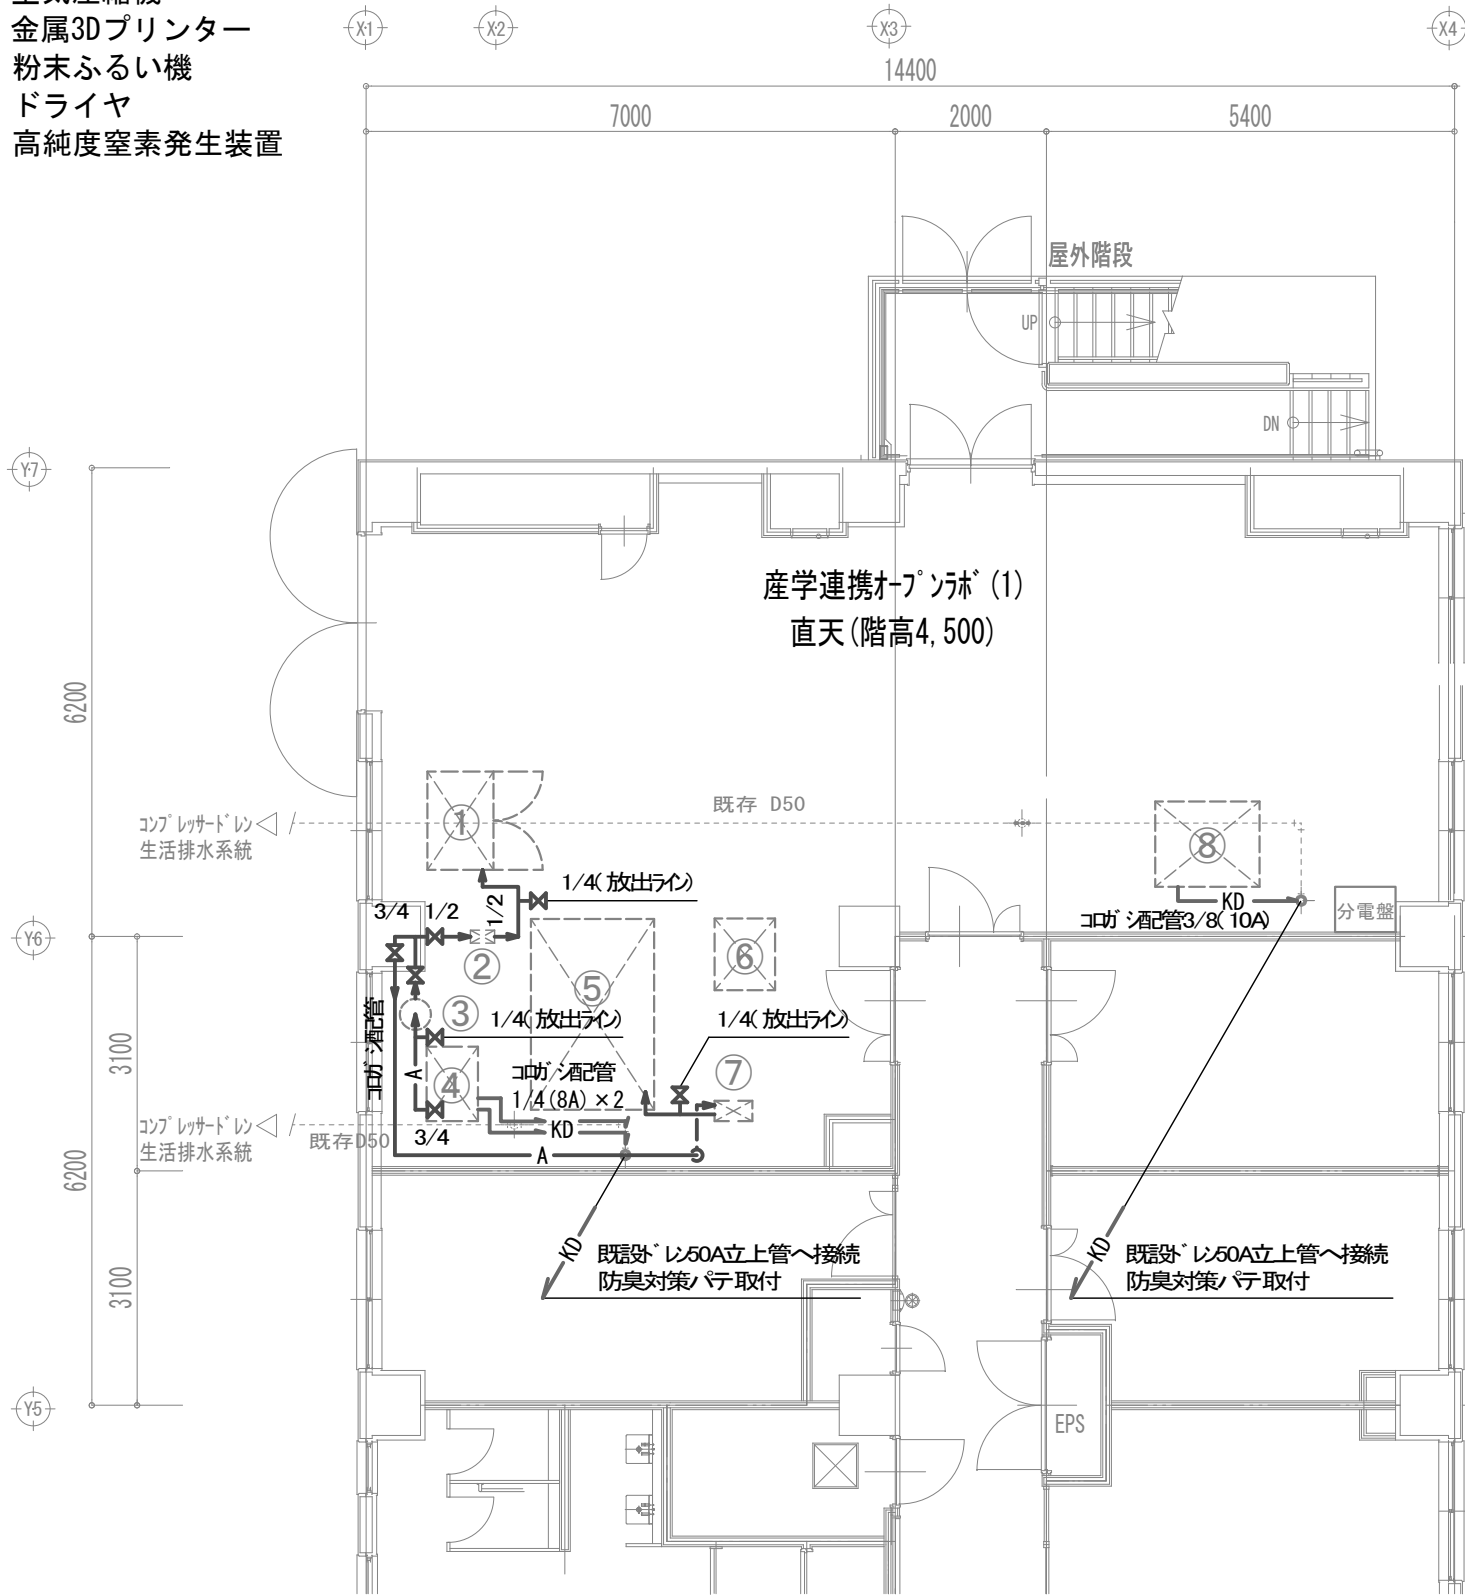 金属3Dプリンター
粉末ふるい機
ドライヤ
高純度窒素発生装置
X1
X2
X3
X4
14400
7000
2000
5400
屋外階段
UP
DN
Y7
産学連携オープンラボ(1)
直天(階高4,500)
6200
既存 D50
コンプレッサードレン
生活排水系統
①
⑧
1/4(放出ライン)
3/4
1/2
1/2
KD
コロガシ配管3/8(10A)
分電盤
Y6
②
⑤
⑥
③
1/4(放出ライン)
1/4(放出ライン)
コロガシ配管
3100
A
④
コロガシ配管
1/4(8A)×2
⑦
コンプレッサードレン
生活排水系統
既存D50
3/4
KD
A
6200
KD
既設ドレン50A立上管へ接続
防臭対策パテ取付
KD
既設ドレン50A立上管へ接続
防臭対策パテ取付
3100
Y5
EPS